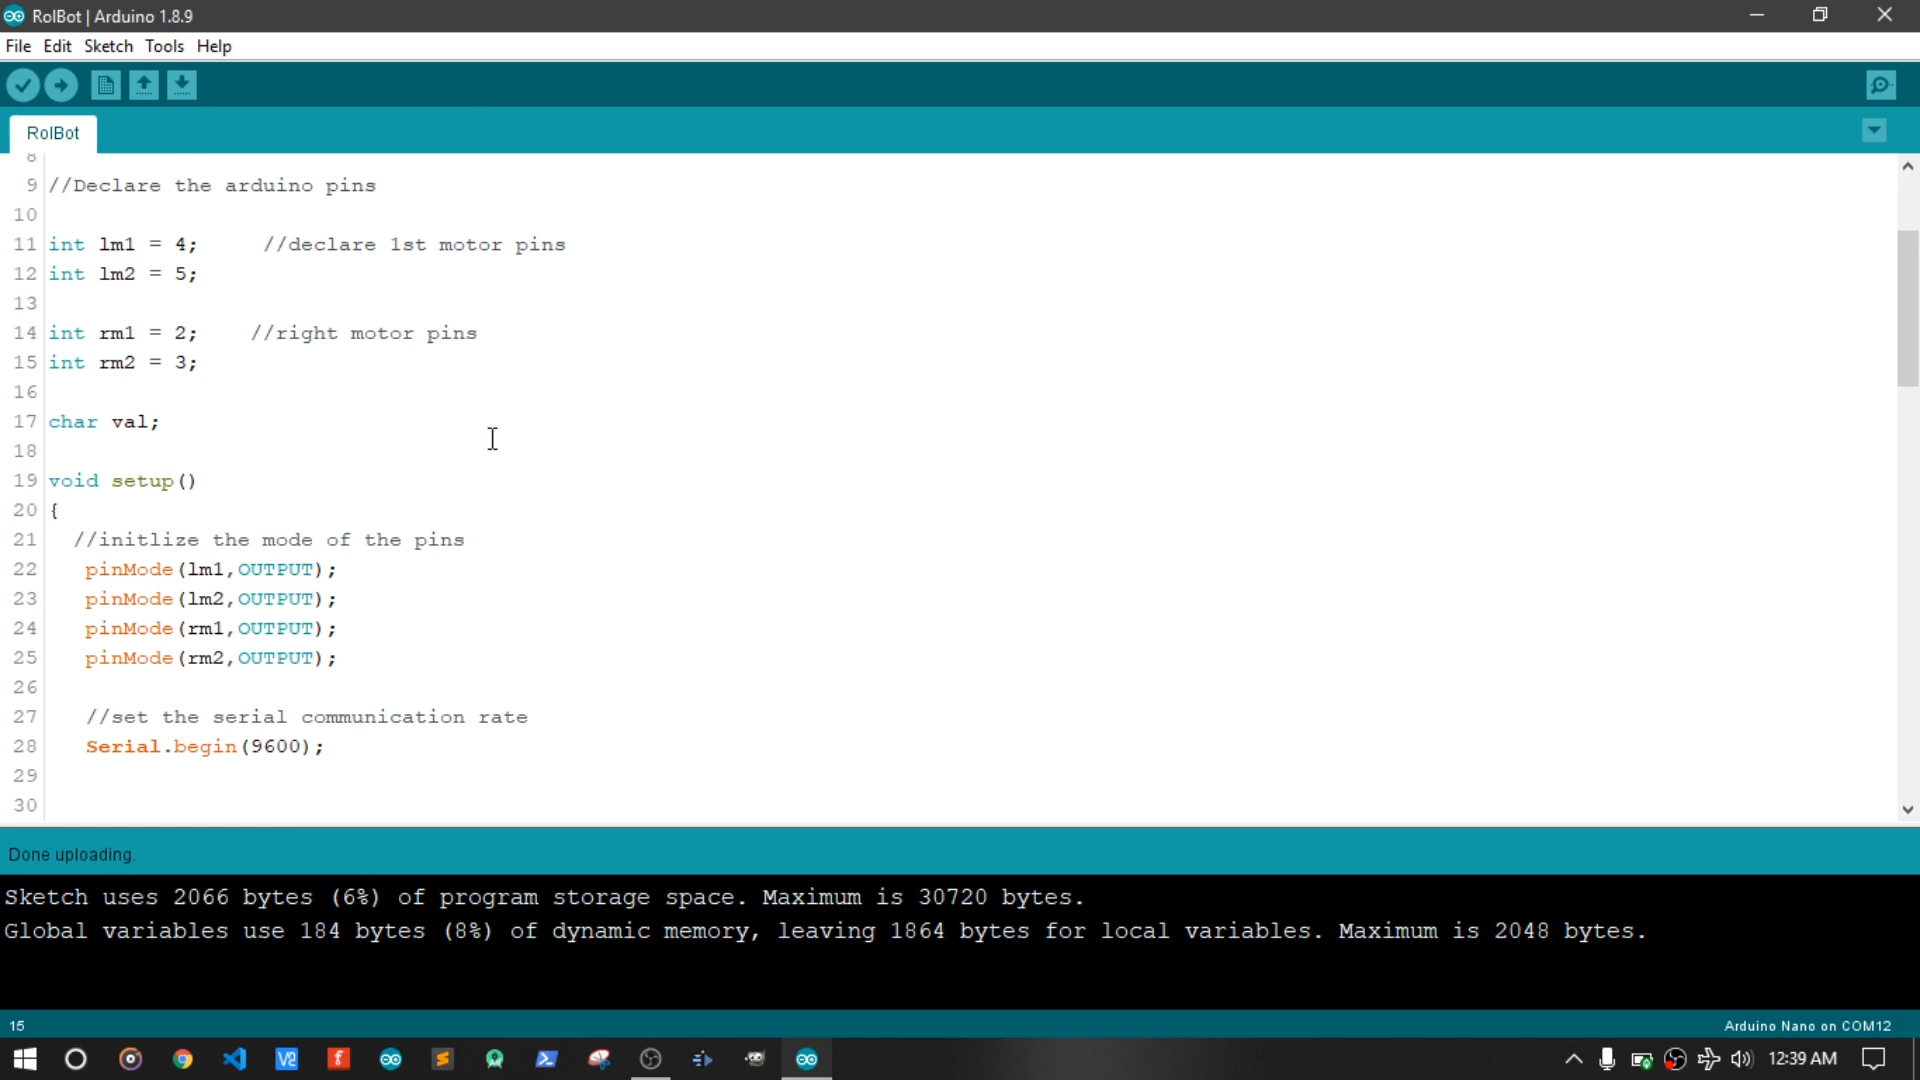 RolBot | Arduino 1.8.9
File Edit Sketch Tools Help
RolBot
8
9 //Declare the arduino pins
10
11 int lm1 = 4; //declare 1st motor pins
12 int lm2 = 5;
13
14 int rm1 = 2; //right motor pins
15 int rm2 = 3;
16
17 char val;
18
19 void setup()
20 {
21 //initlize the mode of the pins
22 pinMode(lm1,OUTPUT);
23 pinMode(lm2,OUTPUT);
24 pinMode(rm1,OUTPUT);
25 pinMode(rm2,OUTPUT);
26
27 //set the serial communication rate
28 Serial.begin(9600);
29
30
Done uploading.
Sketch uses 2066 bytes (6%) of program storage space. Maximum is 30720 bytes.
Global variables use 184 bytes (8%) of dynamic memory, leaving 1864 bytes for local variables. Maximum is 2048 bytes.
15 Arduino Nano on COM12
12:39 AM